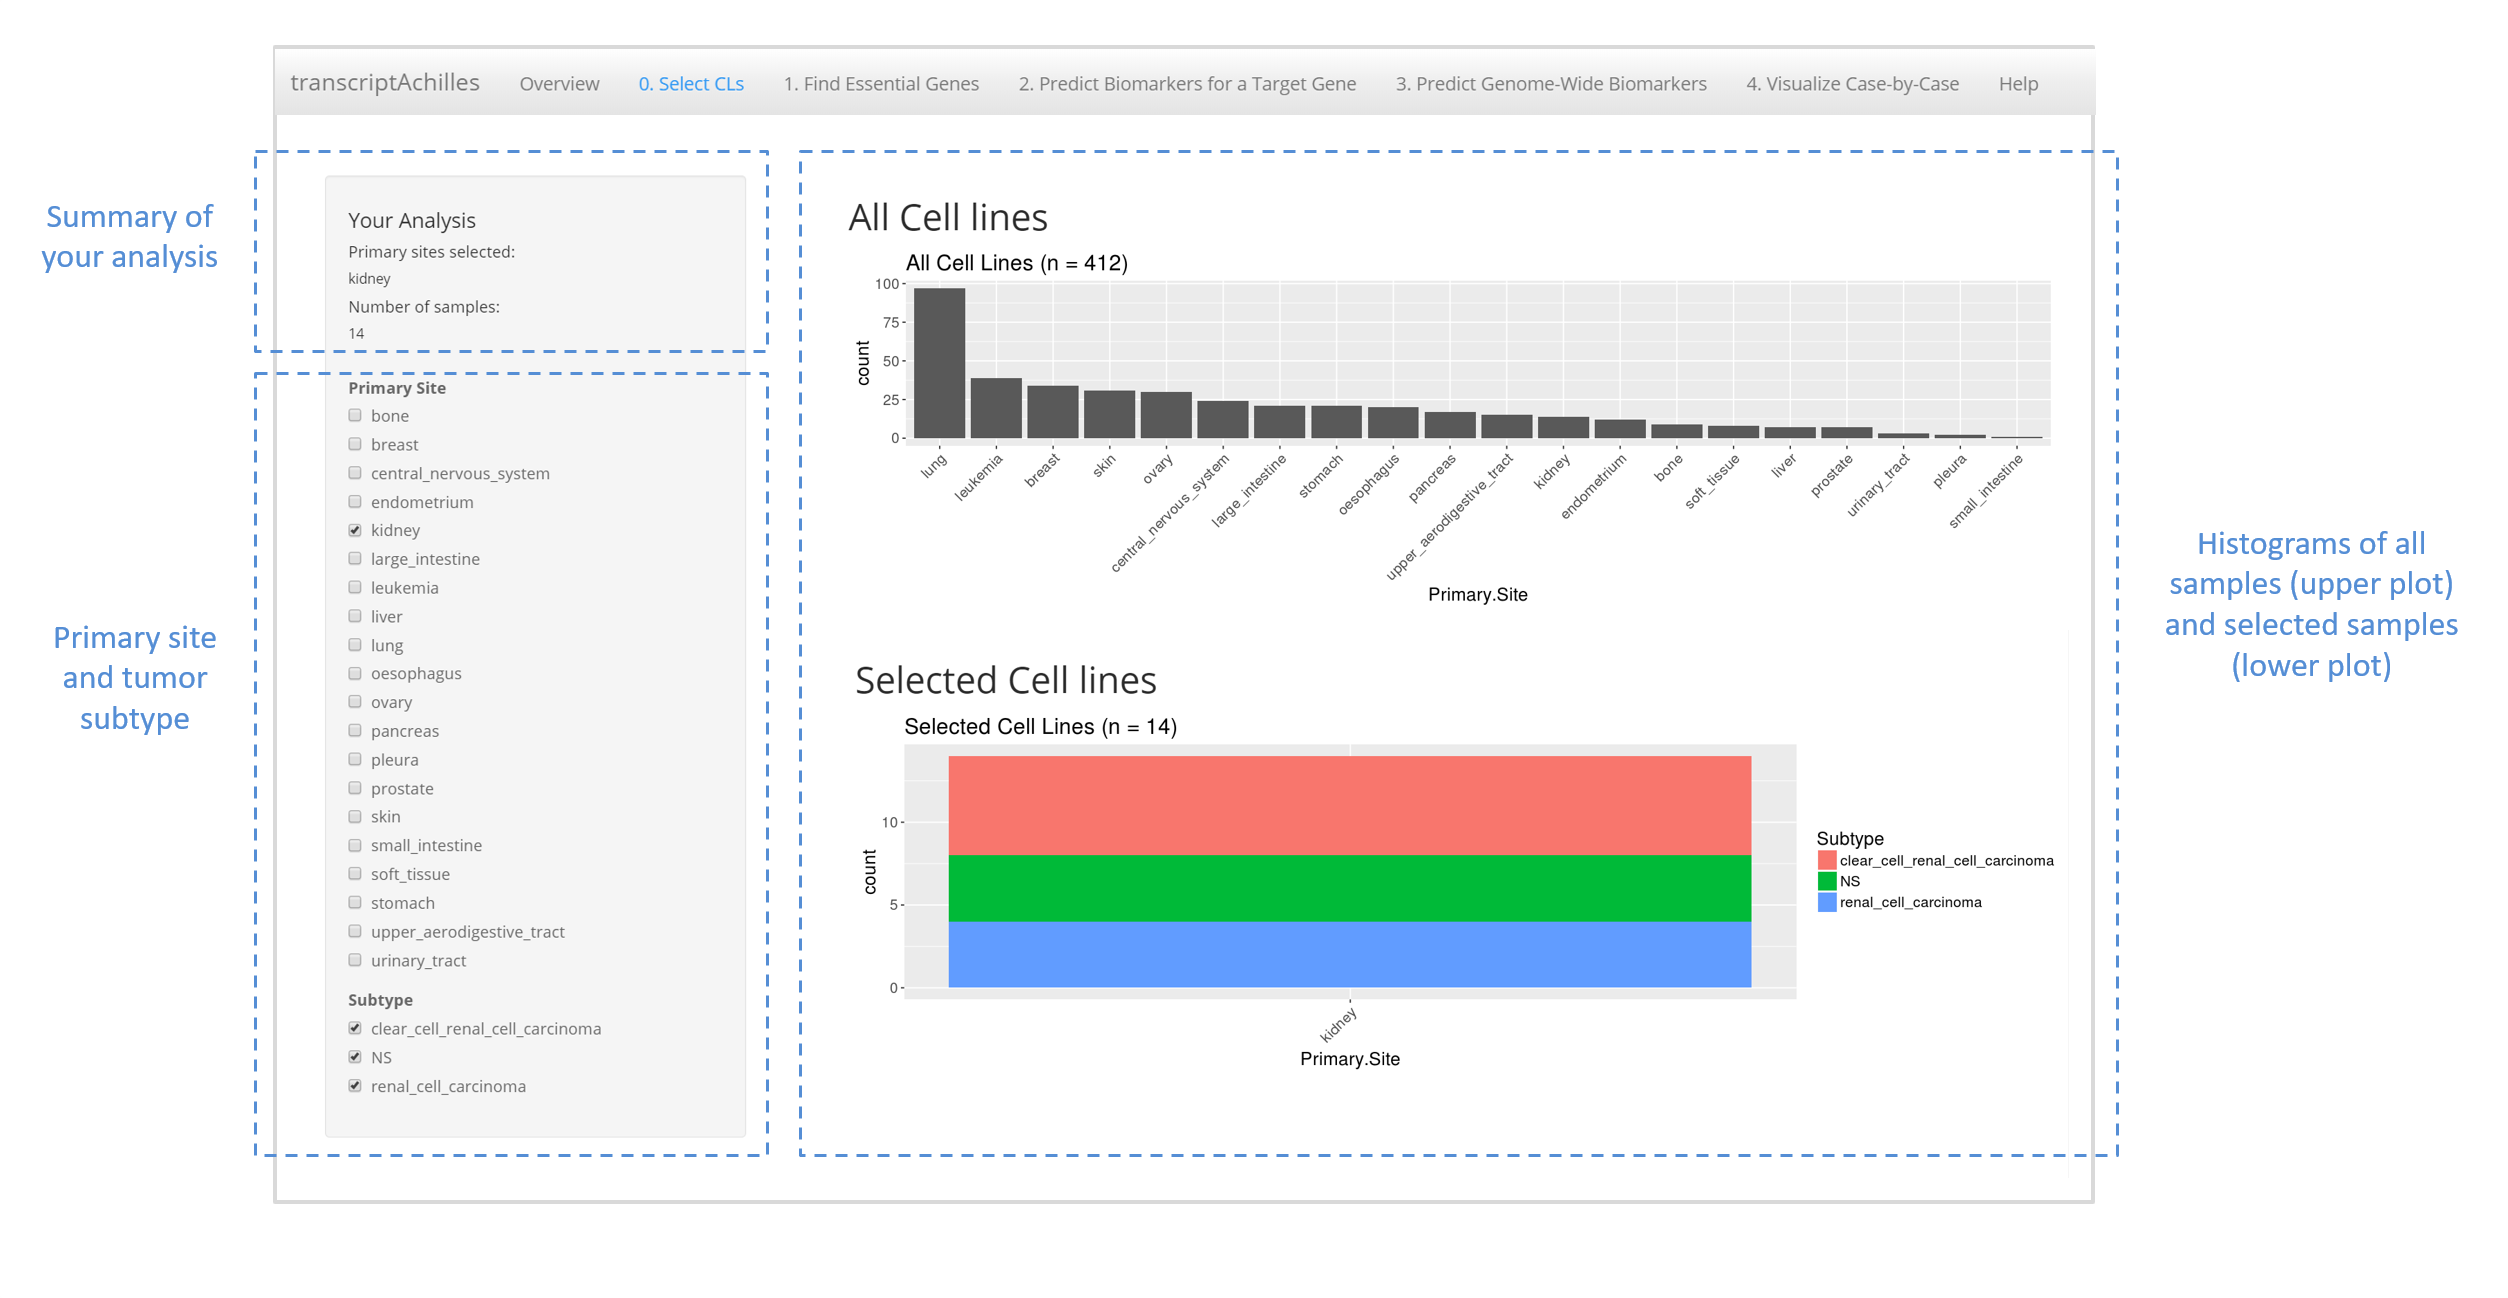 transcriptAchilles Overview 0. Select CLs 1. Find Essential Genes 2. Predict Biomarkers for a Target Gene 3. Predict Genome-Wide Biomarkers 4. Visualize Case-by-Case Help
Summary of
your analysis
Your Analysis
Primary sites selected:
kidney
Number of samples:
14
Primary site
and tumor
subtype
Primary Site
bone
breast
central_nervous_system
endometrium
kidney
large_intestine
leukemia
liver
lung
oesophagus
ovary
pancreas
pleura
prostate
skin
small_intestine
soft_tissue
stomach
upper_aerodigestive_tract
urinary_tract
Subtype
clear_cell_renal_cell_carcinoma
NS
renal_cell_carcinoma
All Cell lines
All Cell Lines (n = 412)
count
100
75
50
25
0
lung
leukemia
breast
skin
ovary
central_nervous_system
large_intestine
stomach
oesophagus
pancreas
upper_aerodigestive_tract
kidney
endometrium
bone
soft_tissue
liver
prostate
urinary_tract
pleura
small_intestine
Primary.Site
Selected Cell lines
Selected Cell Lines (n = 14)
count
10
5
0
kidney
Primary.Site
Subtype
clear_cell_renal_cell_carcinoma
NS
renal_cell_carcinoma
Histograms of all
samples (upper plot)
and selected samples
(lower plot)